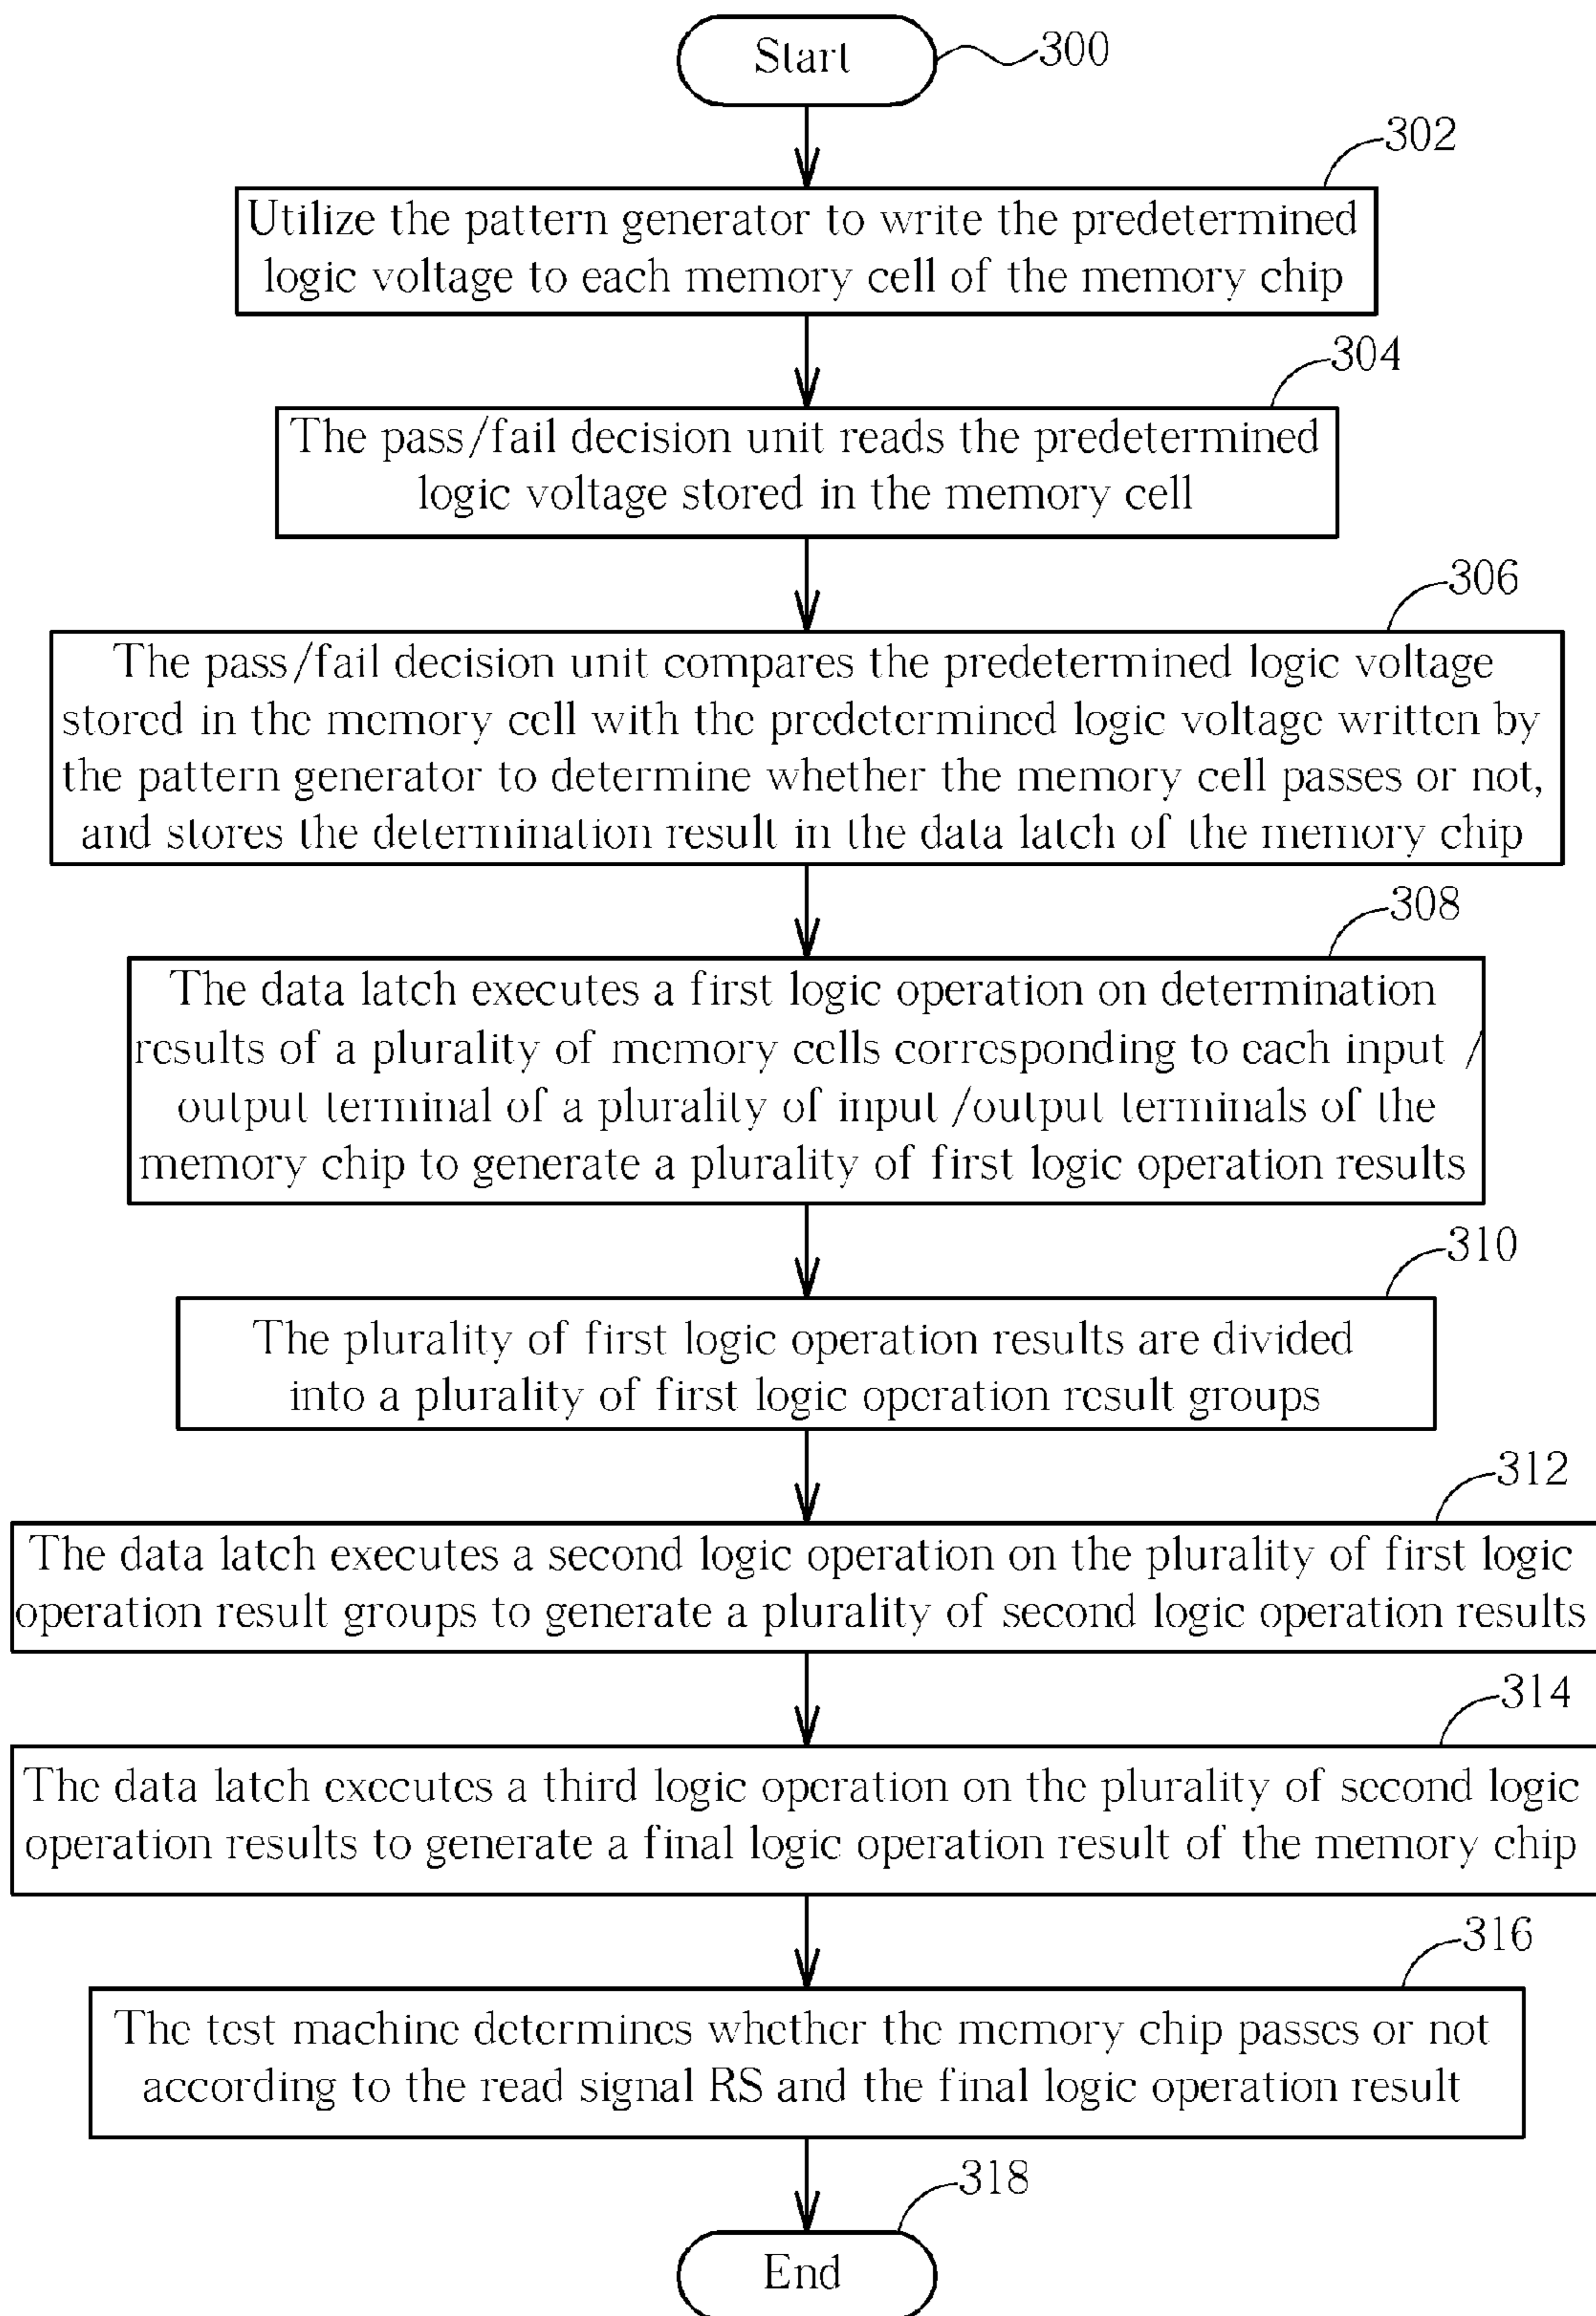 Start
300
302
Utilize the pattern generator to write the predetermined
logic voltage to each memory cell of the memory chip
304
The pass/fail decision unit reads the predetermined
logic voltage stored in the memory cell
306
The pass/fail decision unit compares the predetermined logic voltage
stored in the memory cell with the predetermined logic voltage written by
the pattern generator to determine whether the memory cell passes or not,
and stores the determination result in the data latch of the memory chip
308
The data latch executes a first logic operation on determination
results of a plurality of memory cells corresponding to each input /
output terminal of a plurality of input /output terminals of the
memory chip to generate a plurality of first logic operation results
310
The plurality of first logic operation results are divided
into a plurality of first logic operation result groups
312
The data latch executes a second logic operation on the plurality of first logic
operation result groups to generate a plurality of second logic operation results
314
The data latch executes a third logic operation on the plurality of second logic
operation results to generate a final logic operation result of the memory chip
316
The test machine determines whether the memory chip passes or not
according to the read signal RS and the final logic operation result
318
End